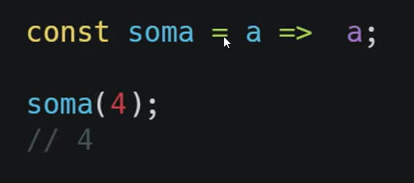 const soma = a => a;
soma(4);
// 4